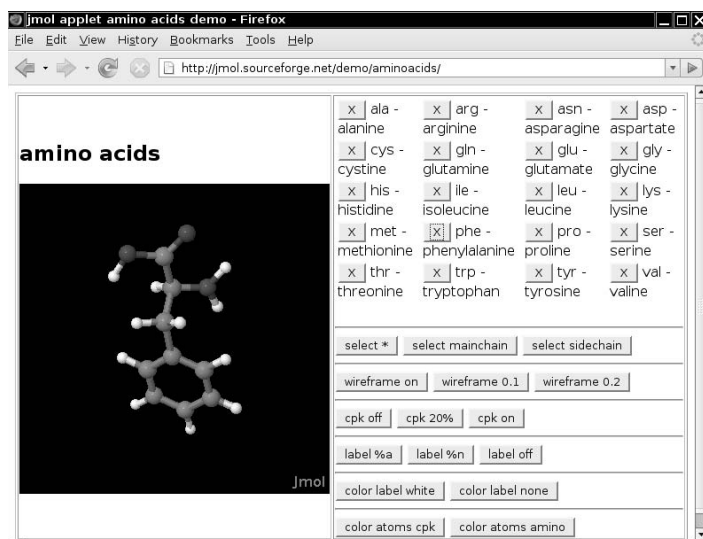 jmol applet amino acids demo - Firefox
File Edit View History Bookmarks Tools Help
http://jmol.sourceforge.net/demo/aminoacids/
amino acids
Jmol
x ala - x arg - x asn - x asp -
alanine arginine asparagine aspartate
x cys - x gln - x glu - x gly -
cystine glutamine glutamate glycine
x his - x ile - x leu - x lys -
histidine isoleucine leucine lysine
x met - x phe - x pro - x ser -
methionine phenylalanine proline serine
x thr - x trp - x tyr - x val -
threonine tryptophan tyrosine valine
select * select mainchain select sidechain
wireframe on wireframe 0.1 wireframe 0.2
cpk off cpk 20% cpk on
label %a label %n label off
color label white color label none
color atoms cpk color atoms amino